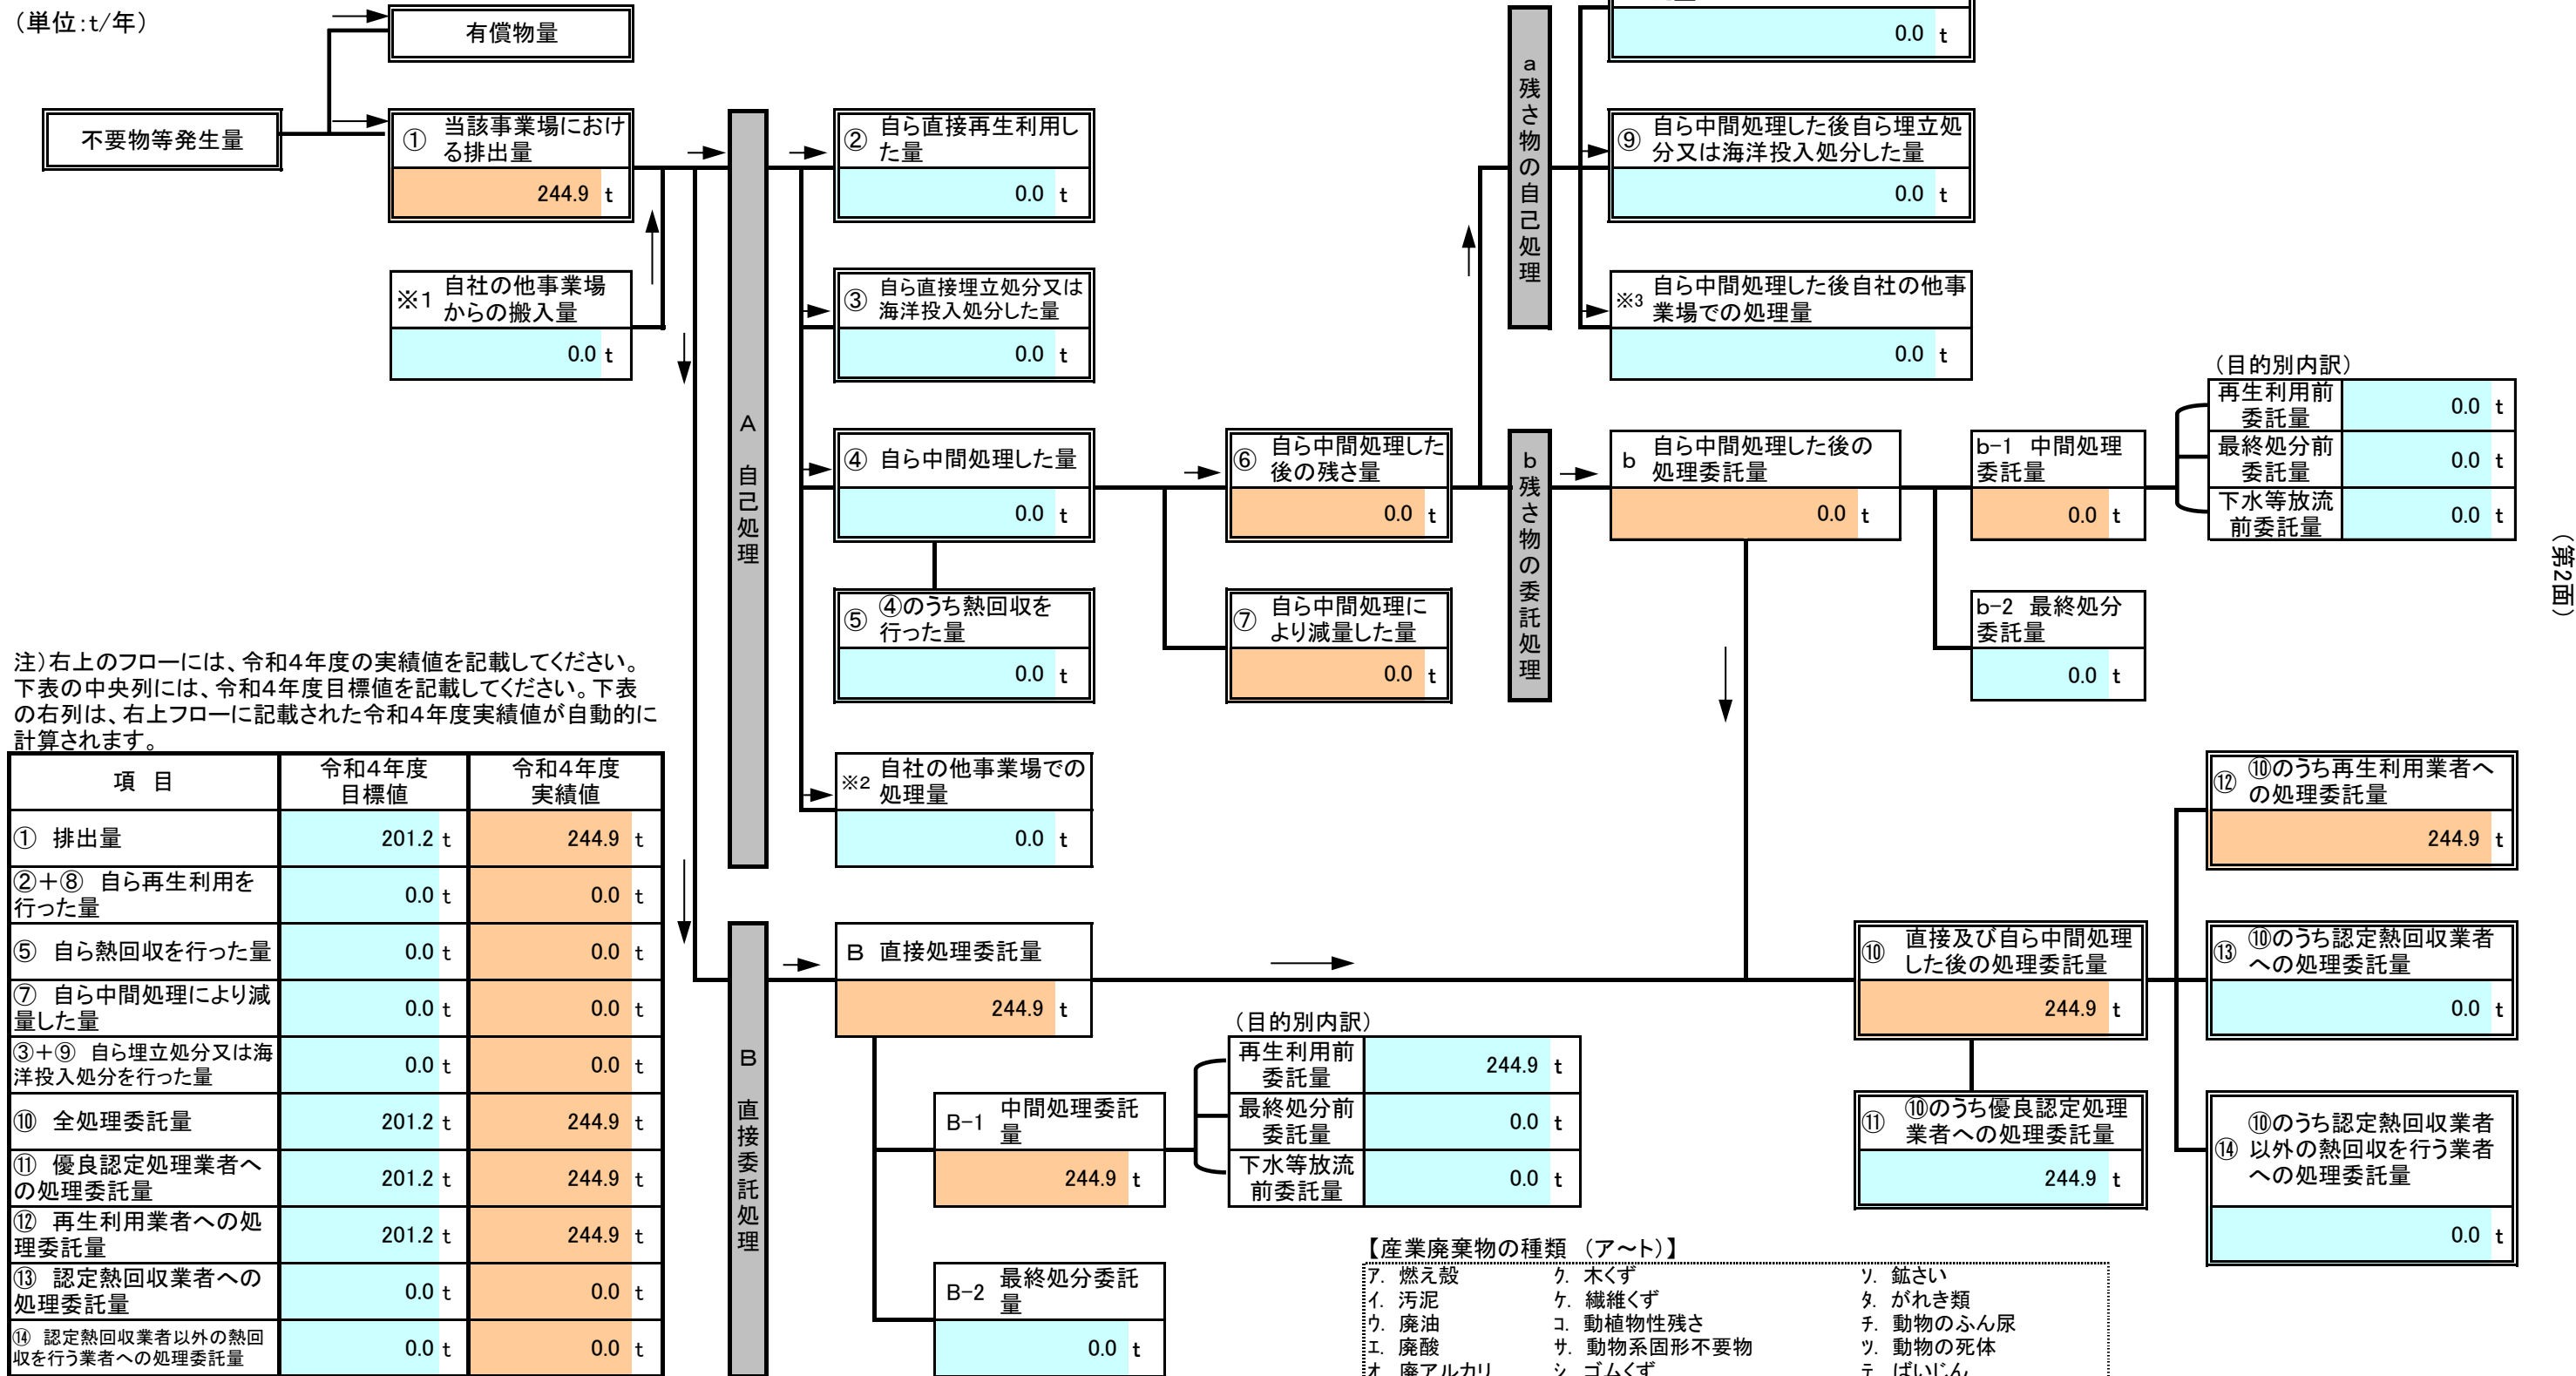 （単位：t/年）
有償物量
不要物等発生量
① 当該事業場におけ
る排出量
244.9 t
※1 自社の他事業場
からの搬入量
0.0 t
A 自己処理
② 自ら直接再生利用し
た量
0.0 t
③ 自ら直接埋立処分又は
海洋投入処分した量
0.0 t
④ 自ら中間処理した量
0.0 t
⑤ ④のうち熱回収を
行った量
0.0 t
※2 自社の他事業場での
処理量
0.0 t
⑥ 自ら中間処理した
後の残さ量
0.0 t
⑦ 自ら中間処理に
より減量した量
0.0 t
a 残さ物の自己処理
0.0 t
⑨ 自ら中間処理した後自ら埋立処
分又は海洋投入処分した量
0.0 t
※3 自ら中間処理した後自社の他事
業場での処理量
0.0 t
b 残さ物の委託処理
b 自ら中間処理した後の
処理委託量
0.0 t
b-1 中間処理
委託量
0.0 t
b-2 最終処分
委託量
0.0 t
（目的別内訳）
再生利用前
委託量
0.0 t
最終処分前
委託量
0.0 t
下水等放流
前委託量
0.0 t
（第2面）
注）右上のフローには、令和４年度の実績値を記載してください。
下表の中央列には、令和４年度目標値を記載してください。下表
の右列は、右上フローに記載された令和４年度実績値が自動的に
計算されます。
項 目 令和４年度 令和４年度
目標値 実績値
① 排出量 201.2 t 244.9 t
②＋⑧ 自ら再生利用を
行った量 0.0 t 0.0 t
⑤ 自ら熱回収を行った量 0.0 t 0.0 t
⑦ 自ら中間処理により減
量した量 0.0 t 0.0 t
③＋⑨ 自ら埋立処分又は海
洋投入処分を行った量 0.0 t 0.0 t
⑩ 全処理委託量 201.2 t 244.9 t
⑪ 優良認定処理業者へ
の処理委託量 201.2 t 244.9 t
⑫ 再生利用業者への処
理委託量 201.2 t 244.9 t
⑬ 認定熱回収業者への
処理委託量 0.0 t 0.0 t
⑭ 認定熱回収業者以外の熱回
収を行う業者への処理委託量 0.0 t 0.0 t
B 直接委託処理
B 直接処理委託量
244.9 t
B-1 中間処理委託
量
244.9 t
B-2 最終処分委託
量
0.0 t
（目的別内訳）
再生利用前
委託量
244.9 t
最終処分前
委託量
0.0 t
下水等放流
前委託量
0.0 t
⑩ 直接及び自ら中間処理
した後の処理委託量
244.9 t
⑪ ⑩のうち優良認定処理
業者への処理委託量
244.9 t
⑫ ⑩のうち再生利用業者へ
の処理委託量
244.9 t
⑬ ⑩のうち認定熱回収業者
への処理委託量
0.0 t
⑭ ⑩のうち認定熱回収業者
以外の熱回収を行う業者
への処理委託量
0.0 t
【産業廃棄物の種類 （ア～ト）】
ｱ. 燃え殻 ｸ. 木くず ｿ. 鉱さい
ｲ. 汚泥 ｹ. 繊維くず ﾀ. がれき類
ｳ. 廃油 ｺ. 動植物性残さ ﾁ. 動物のふん尿
ｴ. 廃酸 ｻ. 動物系固形不要物 ﾂ. 動物の死体
ｵ. 廃アルカリ ｼ. ゴムくず ﾃ. ばいじん